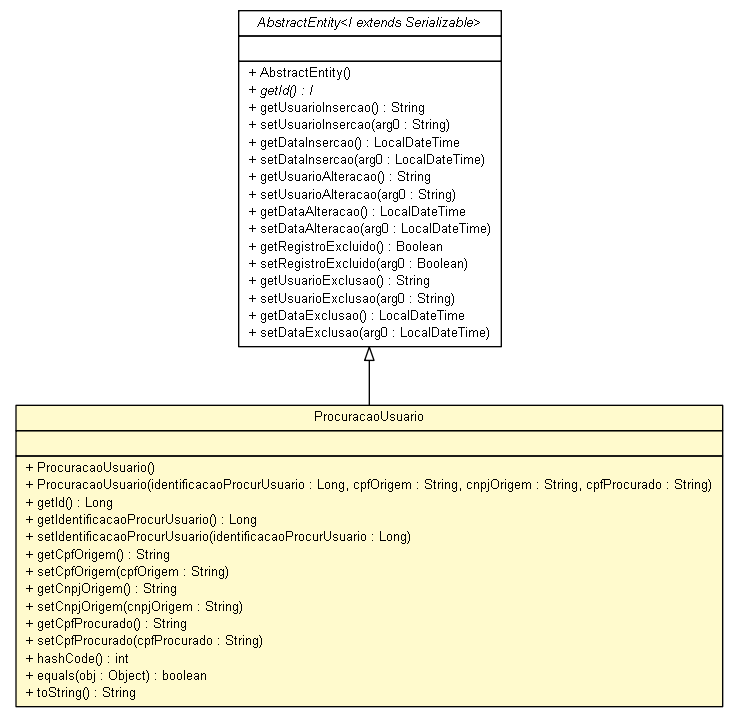 AbstractEntity<I extends Serializable>
+ AbstractEntity()
+ getId() : I
+ getUsuarioInsercao() : String
+ setUsuarioInsercao(arg0 : String)
+ getDataInsercao() : LocalDateTime
+ setDataInsercao(arg0 : LocalDateTime)
+ getUsuarioAlteracao() : String
+ setUsuarioAlteracao(arg0 : String)
+ getDataAlteracao() : LocalDateTime
+ setDataAlteracao(arg0 : LocalDateTime)
+ getRegistroExcluido() : Boolean
+ setRegistroExcluido(arg0 : Boolean)
+ getUsuarioExclusao() : String
+ setUsuarioExclusao(arg0 : String)
+ getDataExclusao() : LocalDateTime
+ setDataExclusao(arg0 : LocalDateTime)
ProcuracaoUsuario
+ ProcuracaoUsuario()
+ ProcuracaoUsuario(identificacaoProcurUsuario : Long, cpfOrigem : String, cnpjOrigem : String, cpfProcurado : String)
+ getId() : Long
+ getIdentificacaoProcurUsuario() : Long
+ setIdentificacaoProcurUsuario(identificacaoProcurUsuario : Long)
+ getCpfOrigem() : String
+ setCpfOrigem(cpfOrigem : String)
+ getCnpjOrigem() : String
+ setCnpjOrigem(cnpjOrigem : String)
+ getCpfProcurado() : String
+ setCpfProcurado(cpfProcurado : String)
+ hashCode() : int
+ equals(obj : Object) : boolean
+ toString() : String